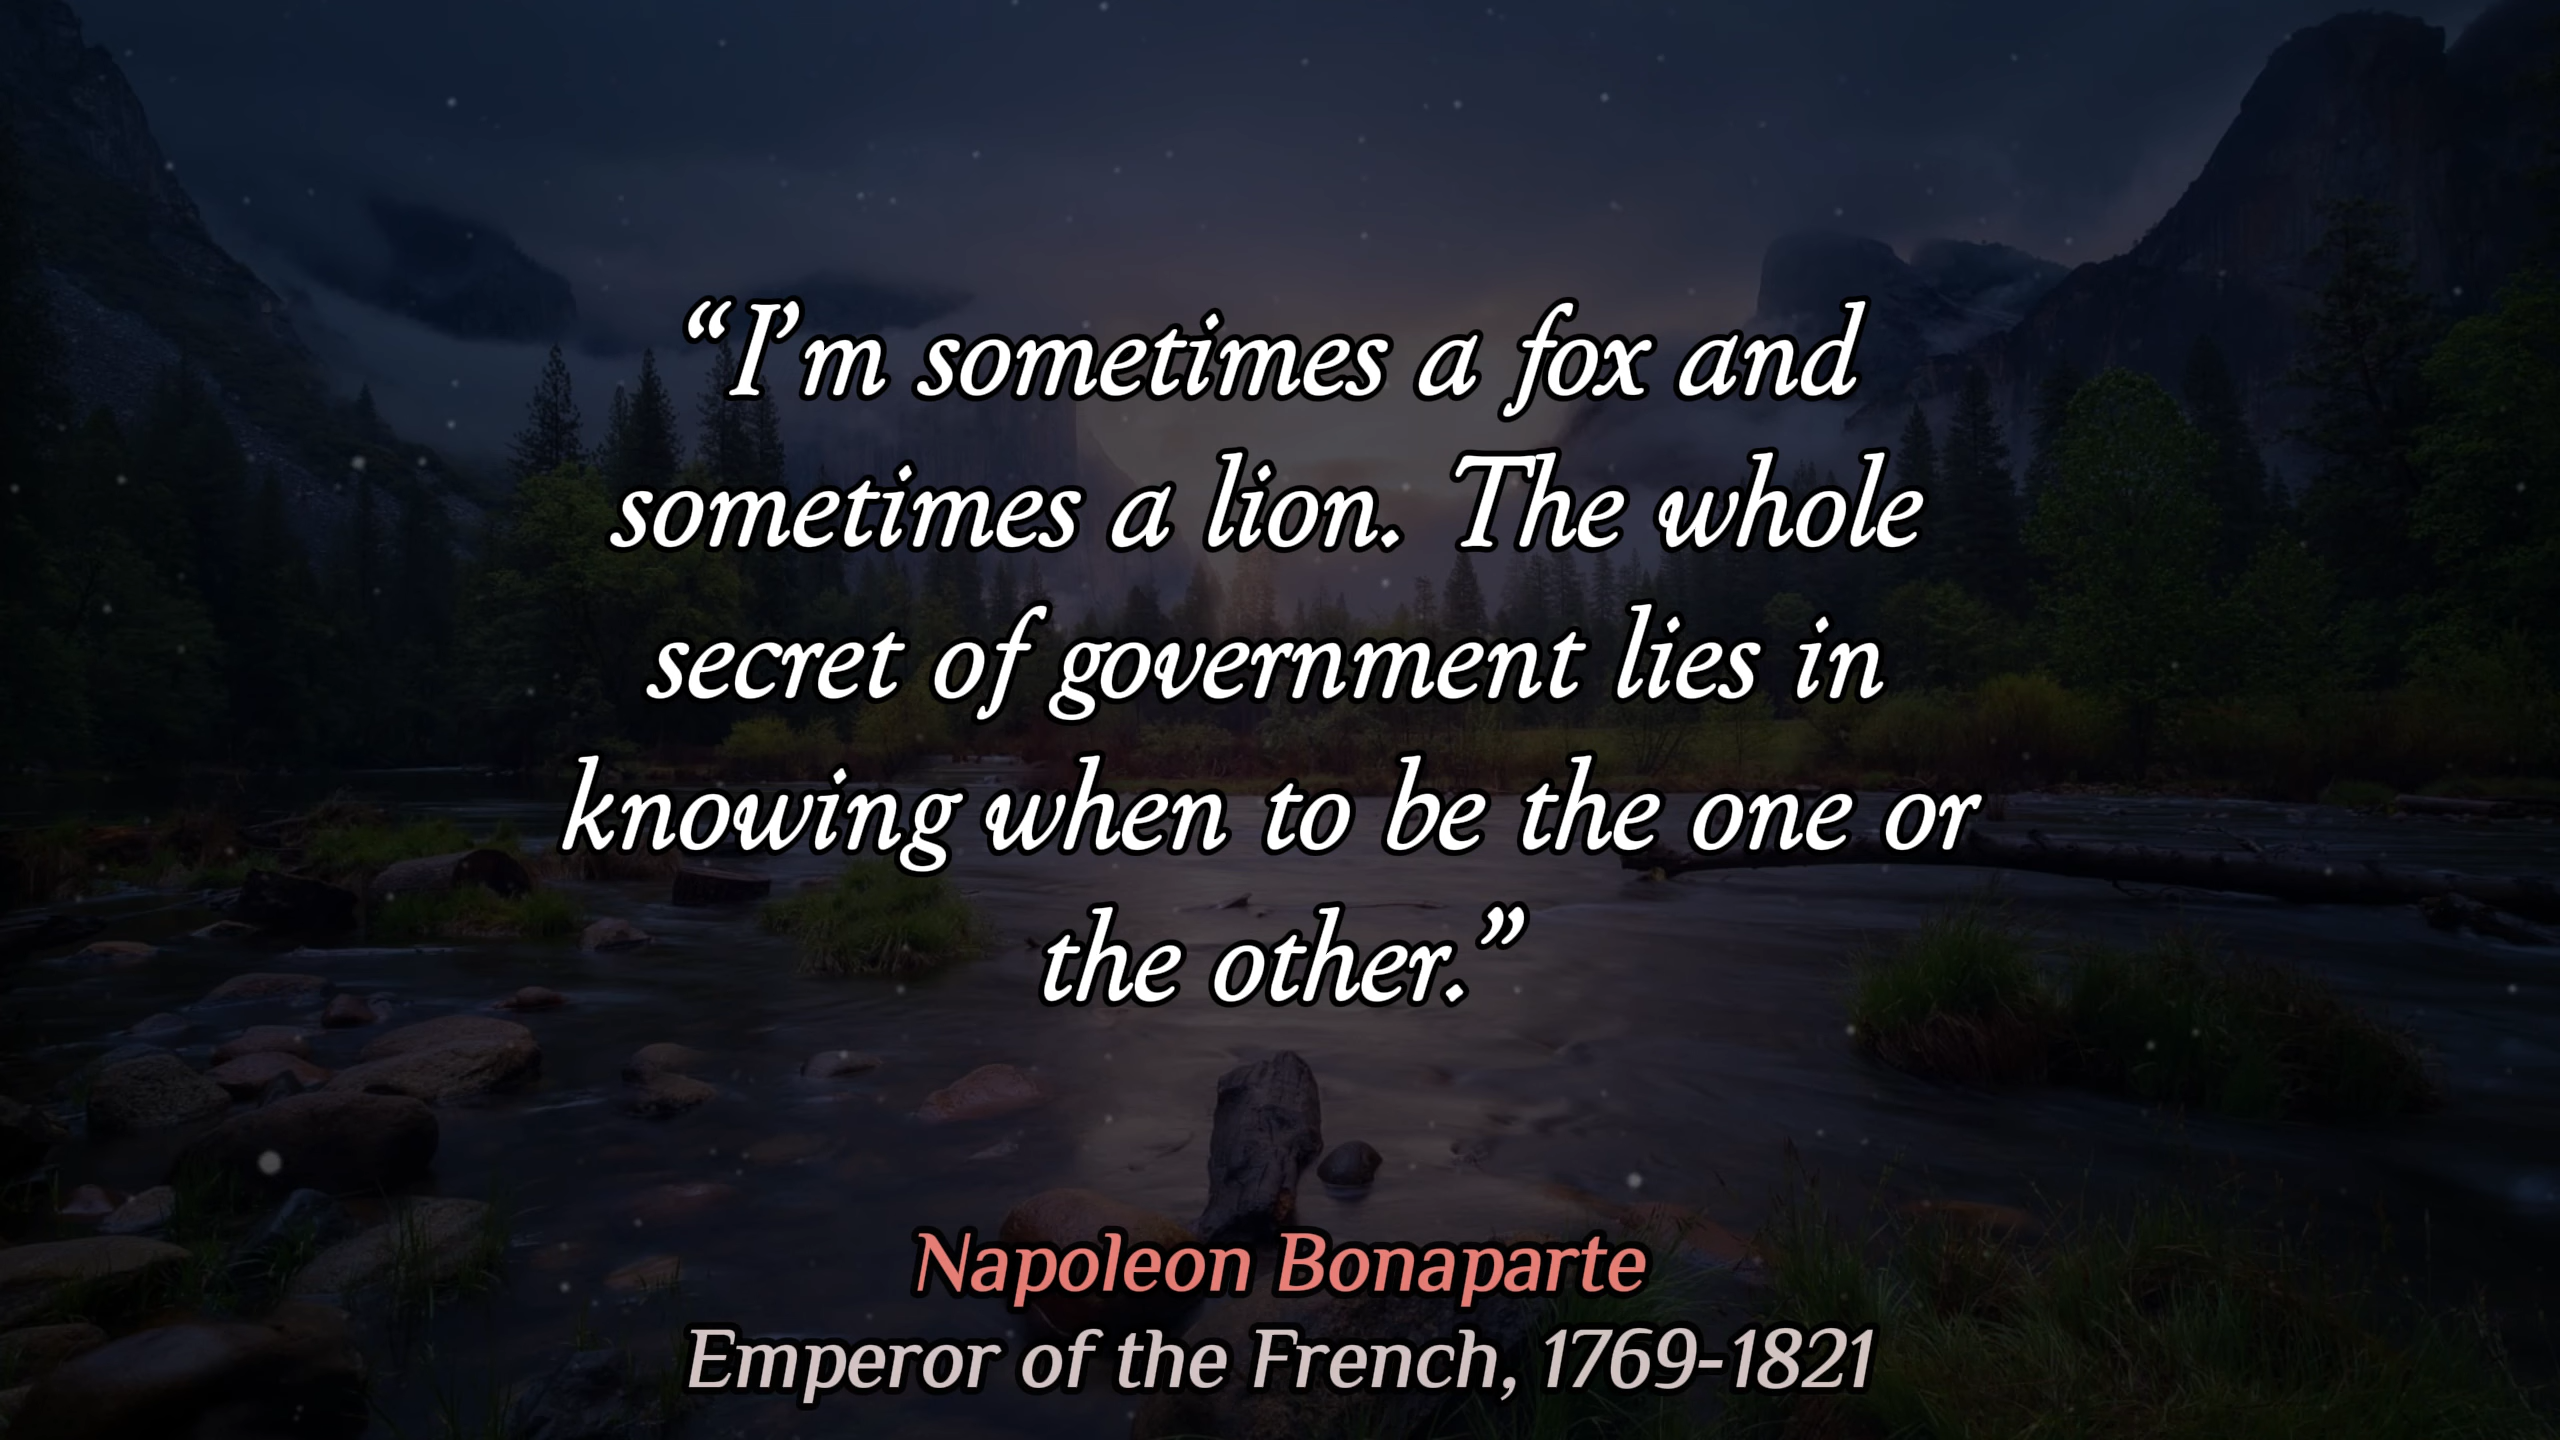 “I’m sometimes a fox and
sometimes a lion. The whole
secret of government lies in
knowing when to be the one or
the other.”
Napoleon Bonaparte
Emperor of the French, 1769-1821